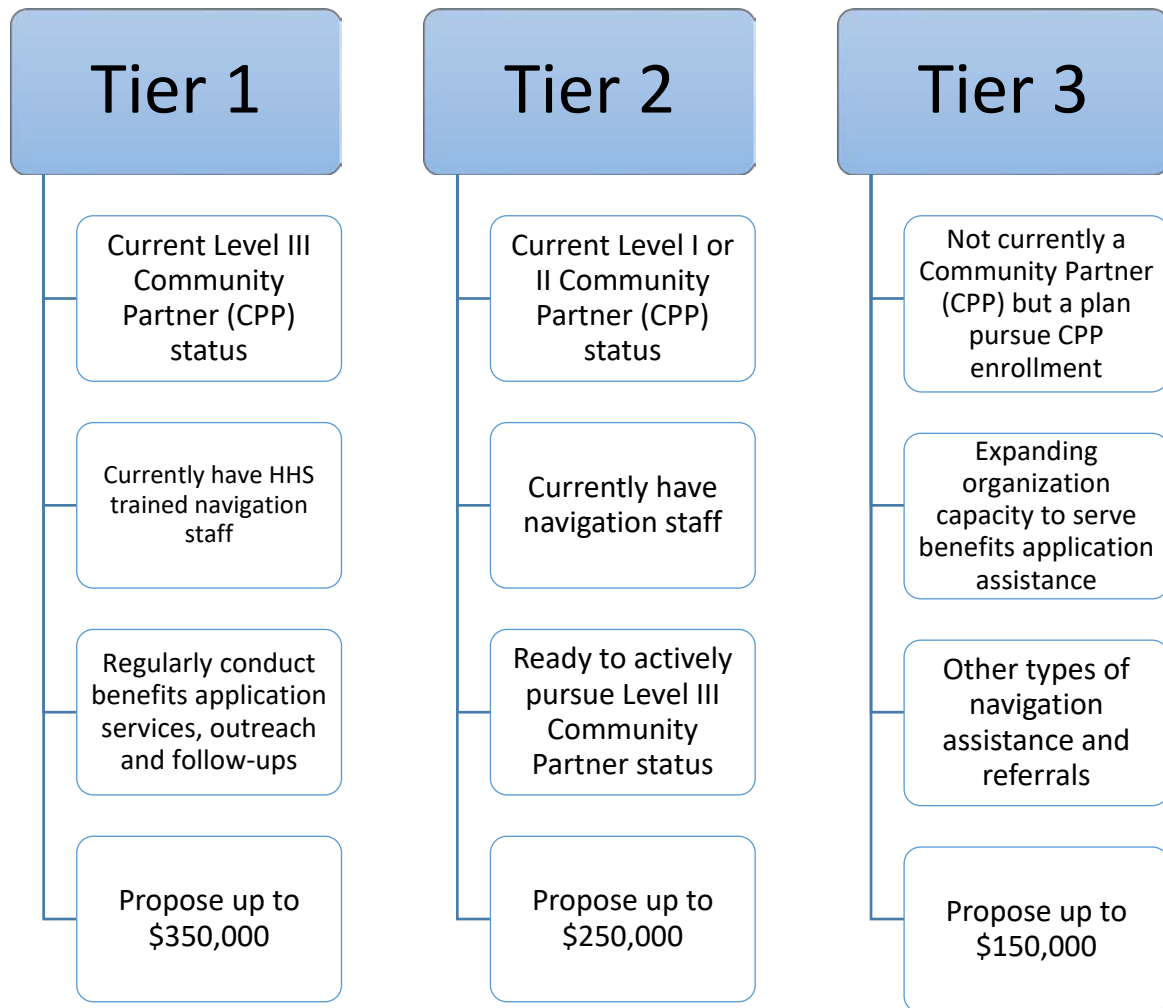 Tier 1
Current Level III
Community
Partner (CPP)
status
Currently have HHS
trained navigation
staff
Regularly conduct
benefits application
services, outreach
and follow-ups
Propose up to
$350,000
Tier 2
Current Level I or
II Community
Partner (CPP)
status
Currently have
navigation staff
Ready to actively
pursue Level III
Community
Partner status
Propose up to
$250,000
Tier 3
Not currently a
Community Partner
(CPP) but a plan
pursue CPP
enrollment
Expanding
organization
capacity to serve
benefits application
assistance
Other types of
navigation
assistance and
referrals
Propose up to
$150,000